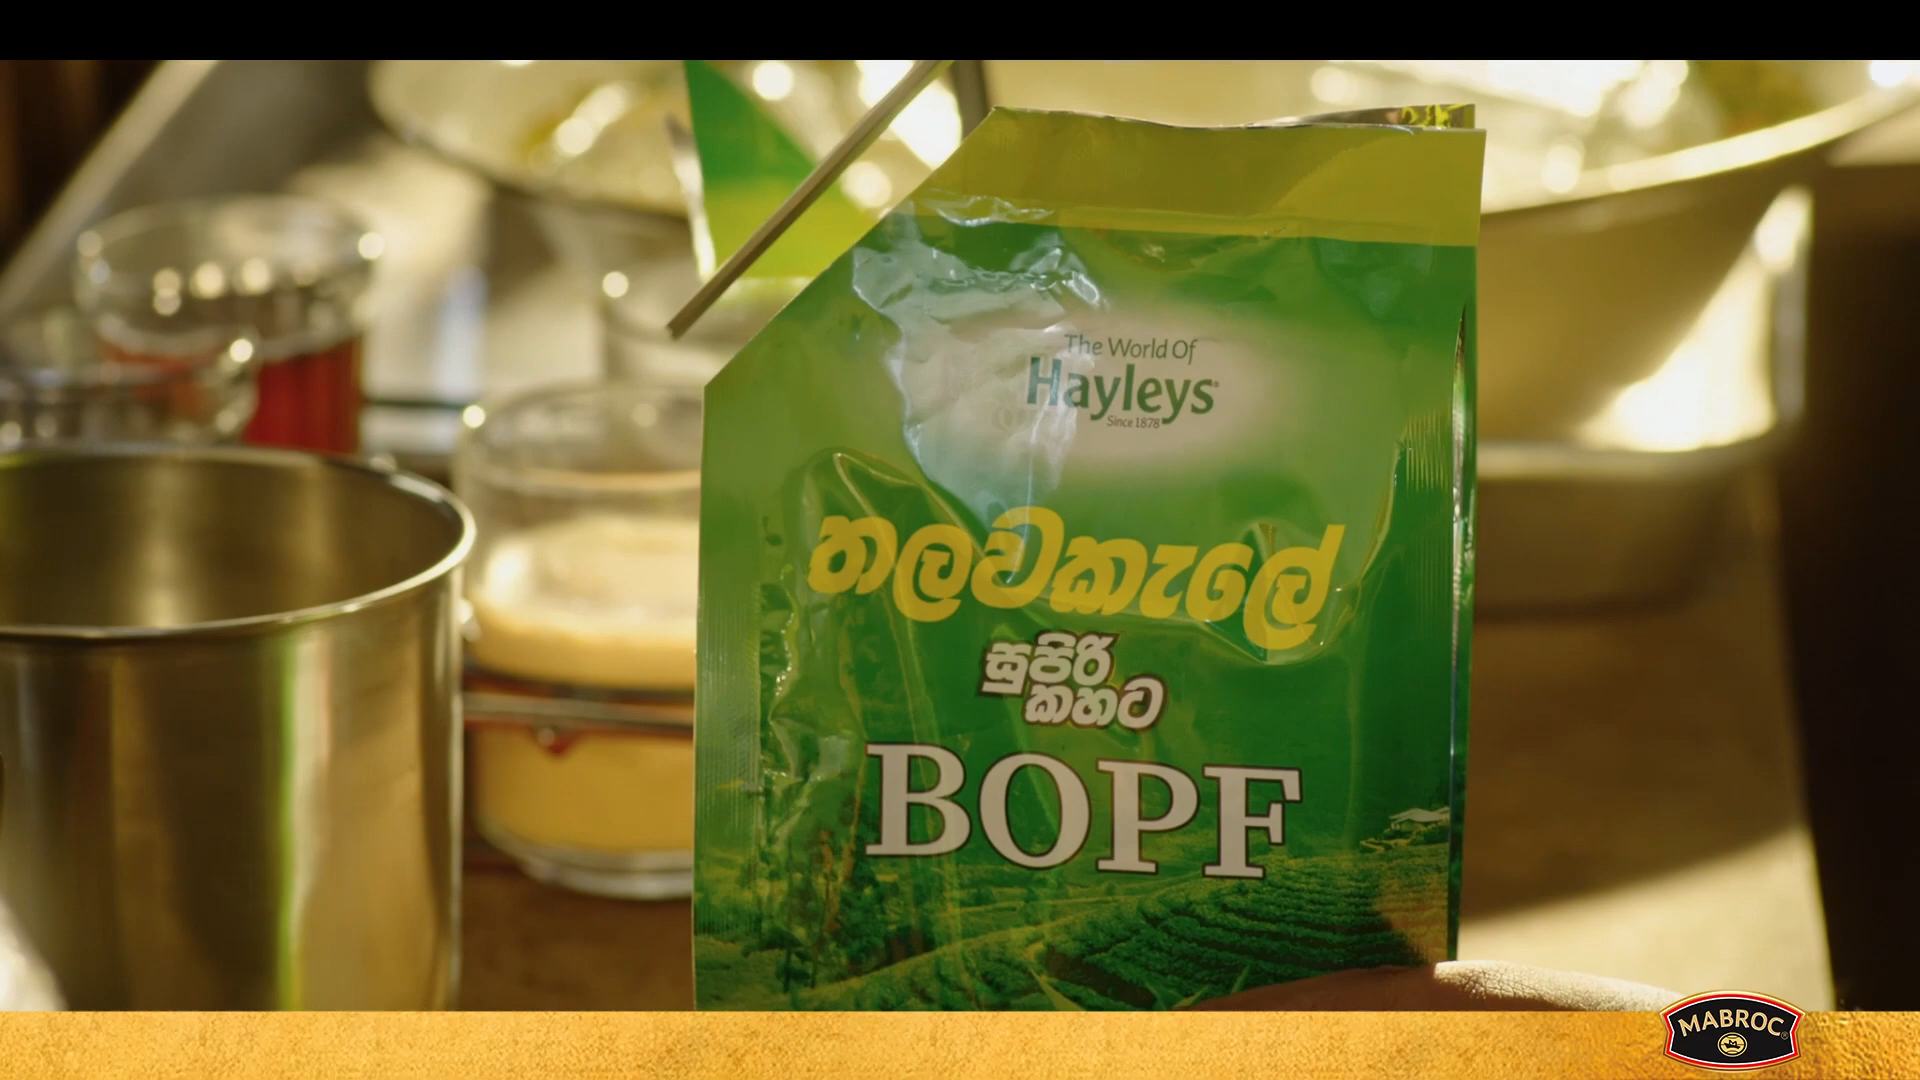 The World Of
Hayleys
Since 1878
තලවකැලේ
සුපිරි
කහට
BOPF
MABROC